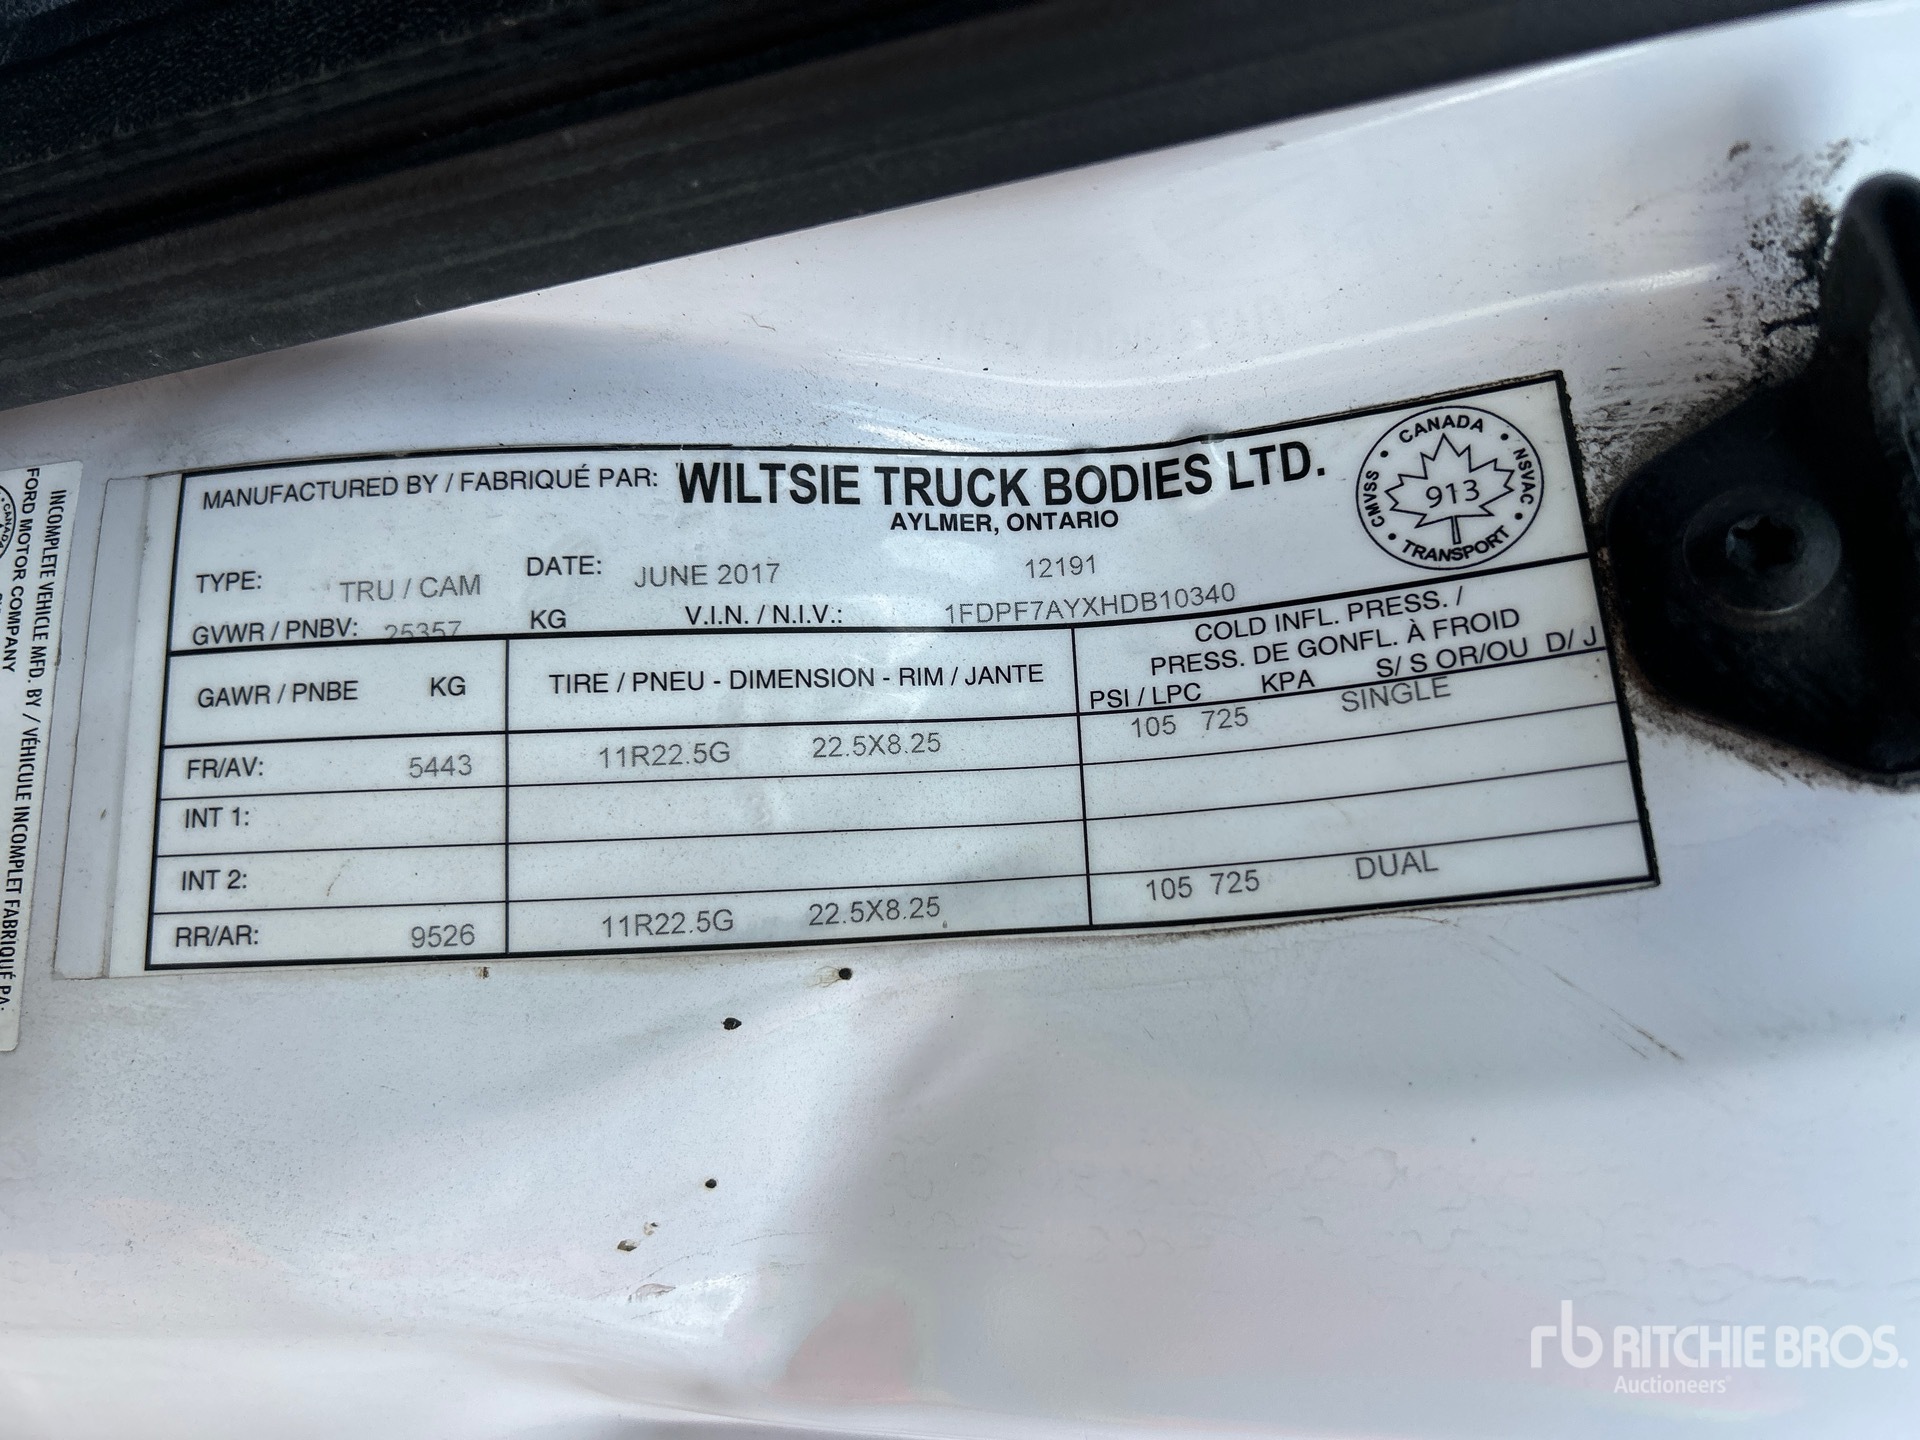 MANUFACTURED BY / FABRIQUÉ PAR: WILTSIE TRUCK BODIES LTD.
AYLMER, ONTARIO
CANADA
CMVSS
NSVAC
913
TRANSPORT
TYPE: TRU / CAM DATE: JUNE 2017 12191
GVWR / PNBV: 25357 KG V.I.N. / N.I.V.: 1FDPF7AYXHDB10340
GAWR / PNBE KG TIRE / PNEU - DIMENSION - RIM / JANTE
COLD INFL. PRESS. /
PRESS. DE GONFL. À FROID
PSI / LPC KPA S/ S OR/OU D/ J
FR/AV: 5443 11R22.5G 22.5X8.25 105 725 SINGLE
INT 1:
INT 2:
RR/AR: 9526 11R22.5G 22.5X8.25 105 725 DUAL
INCOMPLETE VEHICLE MFD. BY / VÉHICULE INCOMPLET FABRIQUÉ PA:
FORD MOTOR COMPANY
CANADA
rb RITCHIE BROS.
Auctioneers